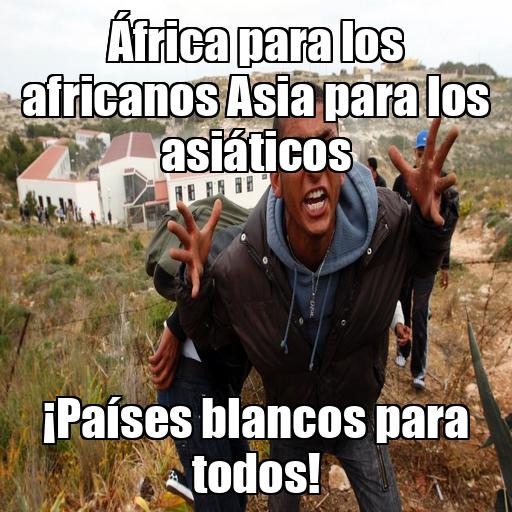 África para los
africanos Asia para los
asiáticos
¡Países blancos para
todos!